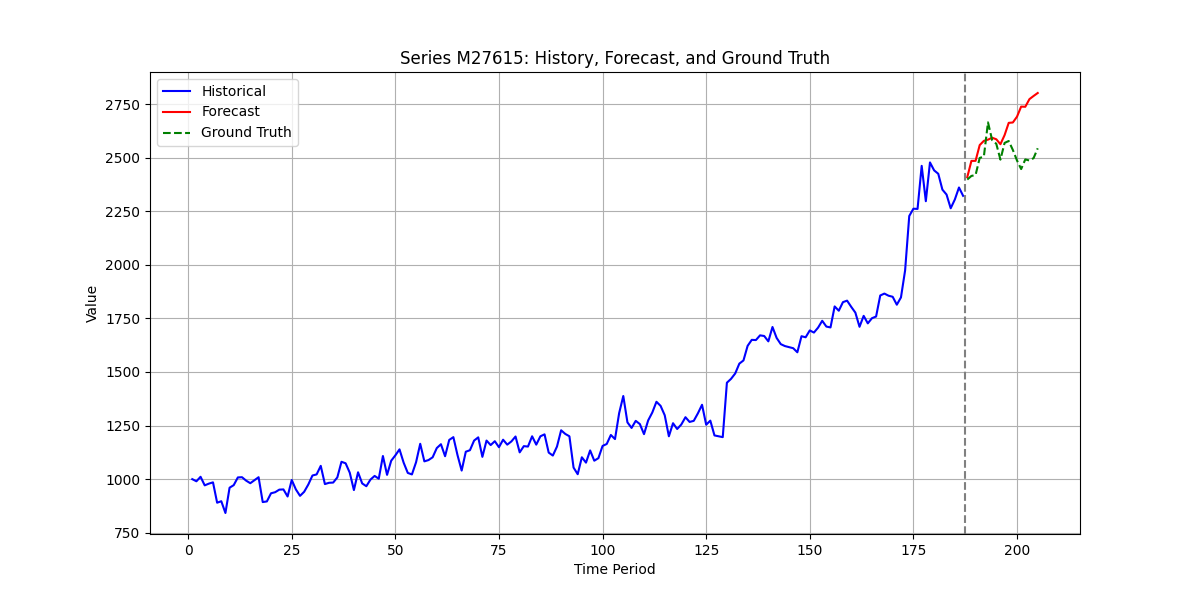 Series M27615: History, Forecast, and Ground Truth
Historical
Forecast
Ground Truth
2750
2500
2250
2000
1750
1500
1250
1000
750
Value
0 25 50 75 100 125 150 175 200
Time Period